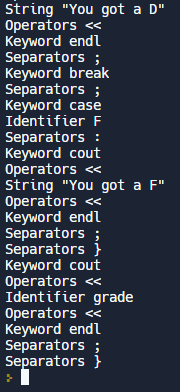 String "You got a D"
Operators <<
Keyword endl
Separators ;
Keyword break
Separators ;
Keyword case
Identifier F
Separators :
Keyword cout
Operators <<
String "You got a F"
Operators <<
Keyword endl
Separators ;
Separators }
Keyword cout
Operators <<
Identifier grade
Operators <<
Keyword endl
Separators ;
Separators }